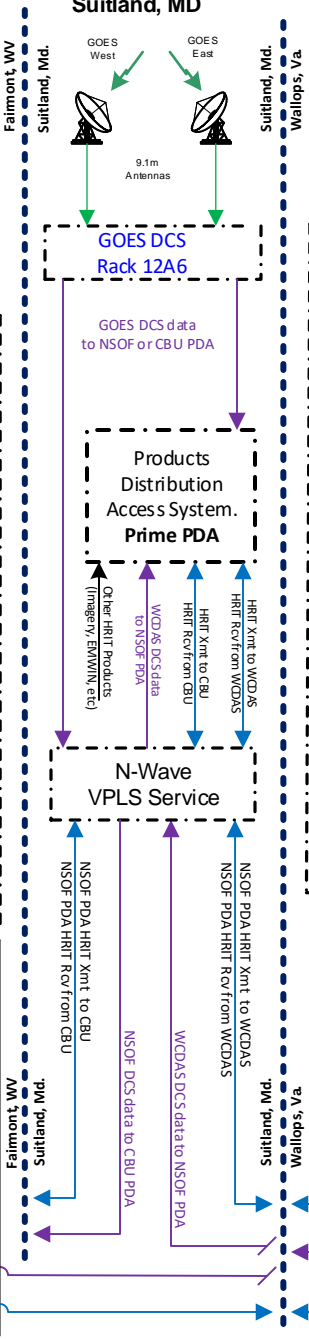 Suitland, MD
GOES
West
GOES
East
Fairmont, WV
Suitland, Md.
Suitland, Md.
Wallops, Va.
9.1m
Antennas
GOES DCS
Rack 12A6
GOES DCS data
to NSOF or CBU PDA
Products
Distribution
Access System.
Prime PDA
Other HRIT Products
(Imagery, EMWIN, etc)
WCDAS DCS data
to NSOF PDA
HRIT Xmt to CBU
HRIT Rcv from CBU
HRIT Xmt to WCDAS
HRIT Rcv from WCDAS
N-Wave
VPLS Service
NSOF PDA HRIT Xmt to CBU
NSOF PDA HRIT Rcv from CBU
NSOF DCS data to CBU PDA
WCDAS DCS data to NSOF PDA
NSOF PDA HRIT Xmt to WCDAS
NSOF PDA HRIT Rcv from WCDAS
Fairmont, WV
Suitland, Md.
Suitland, Md.
Wallops, Va.